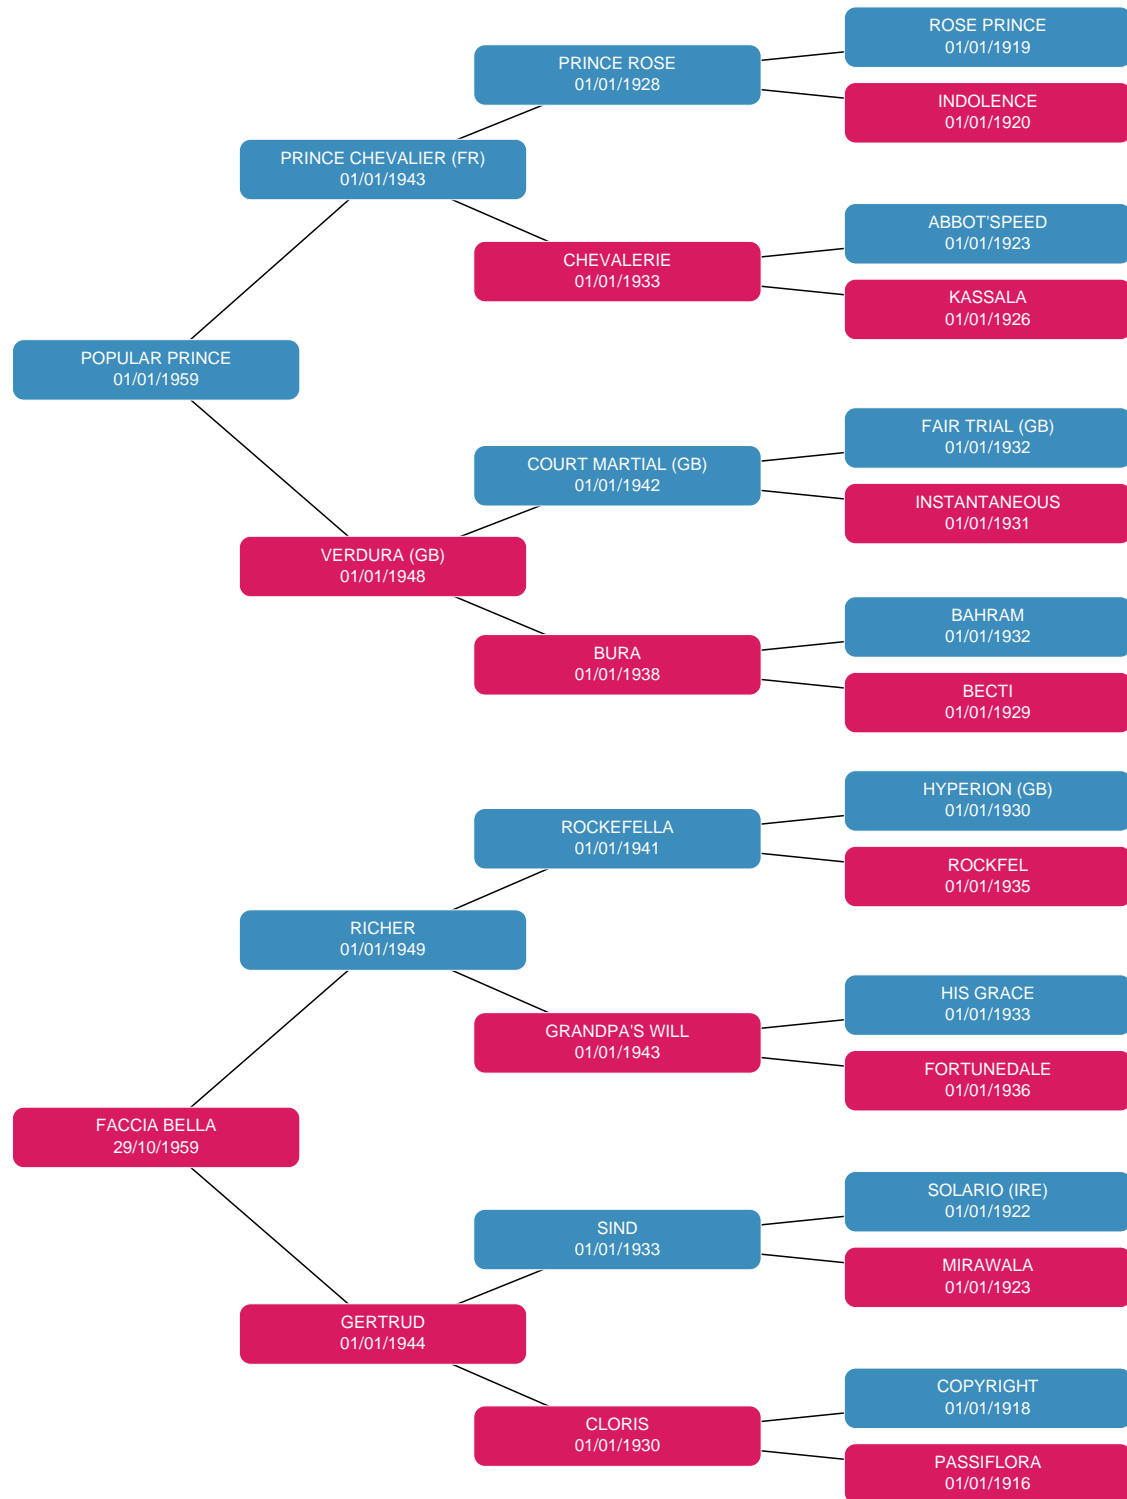 ROSE PRINCE
01/01/1919
PRINCE ROSE
01/01/1928
INDOLENCE
01/01/1920
PRINCE CHEVALIER (FR)
01/01/1943
ABBOT'SPEED
01/01/1923
CHEVALERIE
01/01/1933
KASSALA
01/01/1926
POPULAR PRINCE
01/01/1959
FAIR TRIAL (GB)
01/01/1932
COURT MARTIAL (GB)
01/01/1942
INSTANTANEOUS
01/01/1931
VERDURA (GB)
01/01/1948
BAHRAM
01/01/1932
BURA
01/01/1938
BECTI
01/01/1929
HYPERION (GB)
01/01/1930
ROCKEFELLA
01/01/1941
ROCKFEL
01/01/1935
RICHER
01/01/1949
HIS GRACE
01/01/1933
GRANDPA'S WILL
01/01/1943
FORTUNEDALE
01/01/1936
FACCIA BELLA
29/10/1959
SOLARIO (IRE)
01/01/1922
SIND
01/01/1933
MIRAWALA
01/01/1923
GERTRUD
01/01/1944
COPYRIGHT
01/01/1918
CLORIS
01/01/1930
PASSIFLORA
01/01/1916